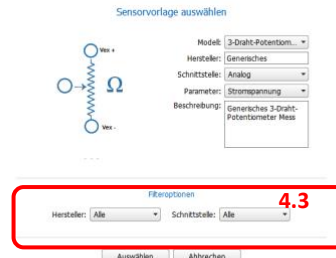 Sensorvorlage auswählen
Vex +
Ω
Vex -
Modell: 3-Draht-Potentiom...
Hersteller: Generisches
Schnittstelle: Analog
Parameter: Stromspannung
Beschreibung: Generisches 3-Draht-
Potentiometer Mess
. . .
Filteroptionen
4.3
Hersteller: Alle Schnittstelle: Alle
Auswählen Abbrechen